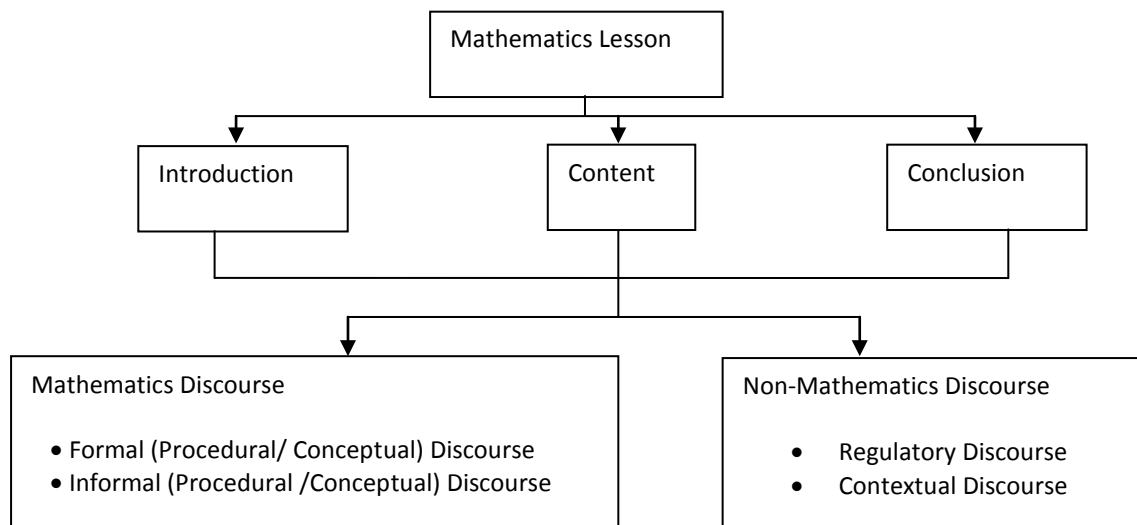 Mathematics Lesson
Introduction
Content
Conclusion
Mathematics Discourse
• Formal (Procedural/ Conceptual) Discourse
• Informal (Procedural /Conceptual) Discourse
Non-Mathematics Discourse
• Regulatory Discourse
• Contextual Discourse